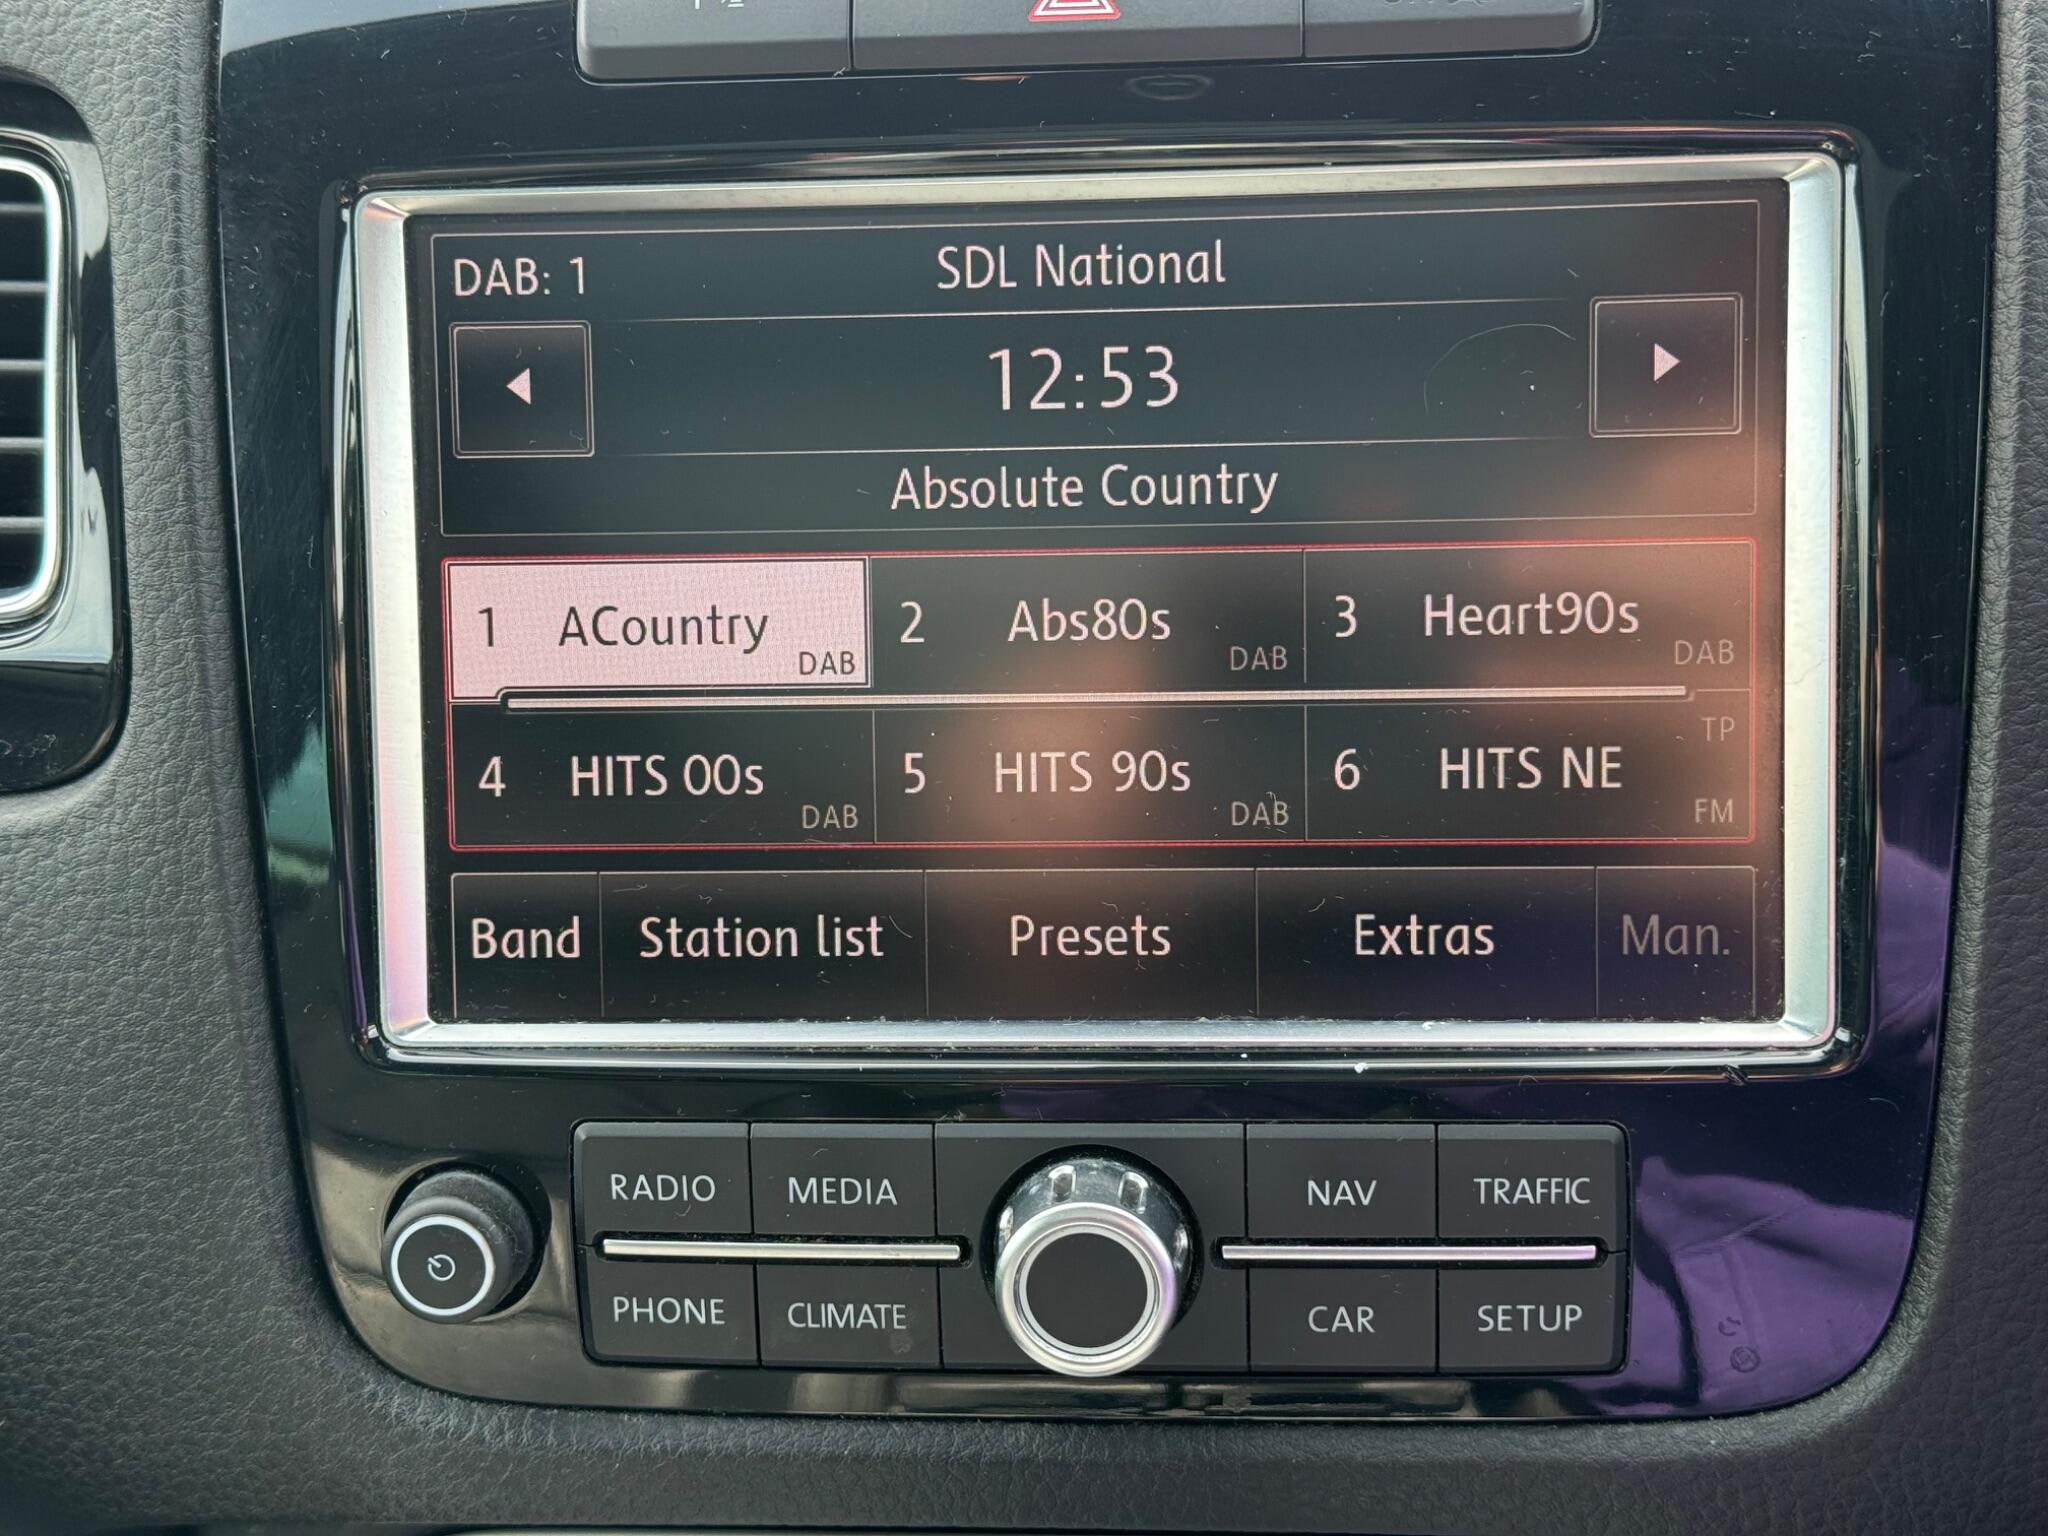 DAB: 1
SDL National
12:53
Absolute Country
1 ACountry DAB
2 Abs80s DAB
3 Heart90s DAB
4 HITS 00s DAB
5 HITS 90s DAB
6 HITS NE TP FM
Band Station list Presets Extras Man.
RADIO MEDIA NAV TRAFFIC
PHONE CLIMATE CAR SETUP